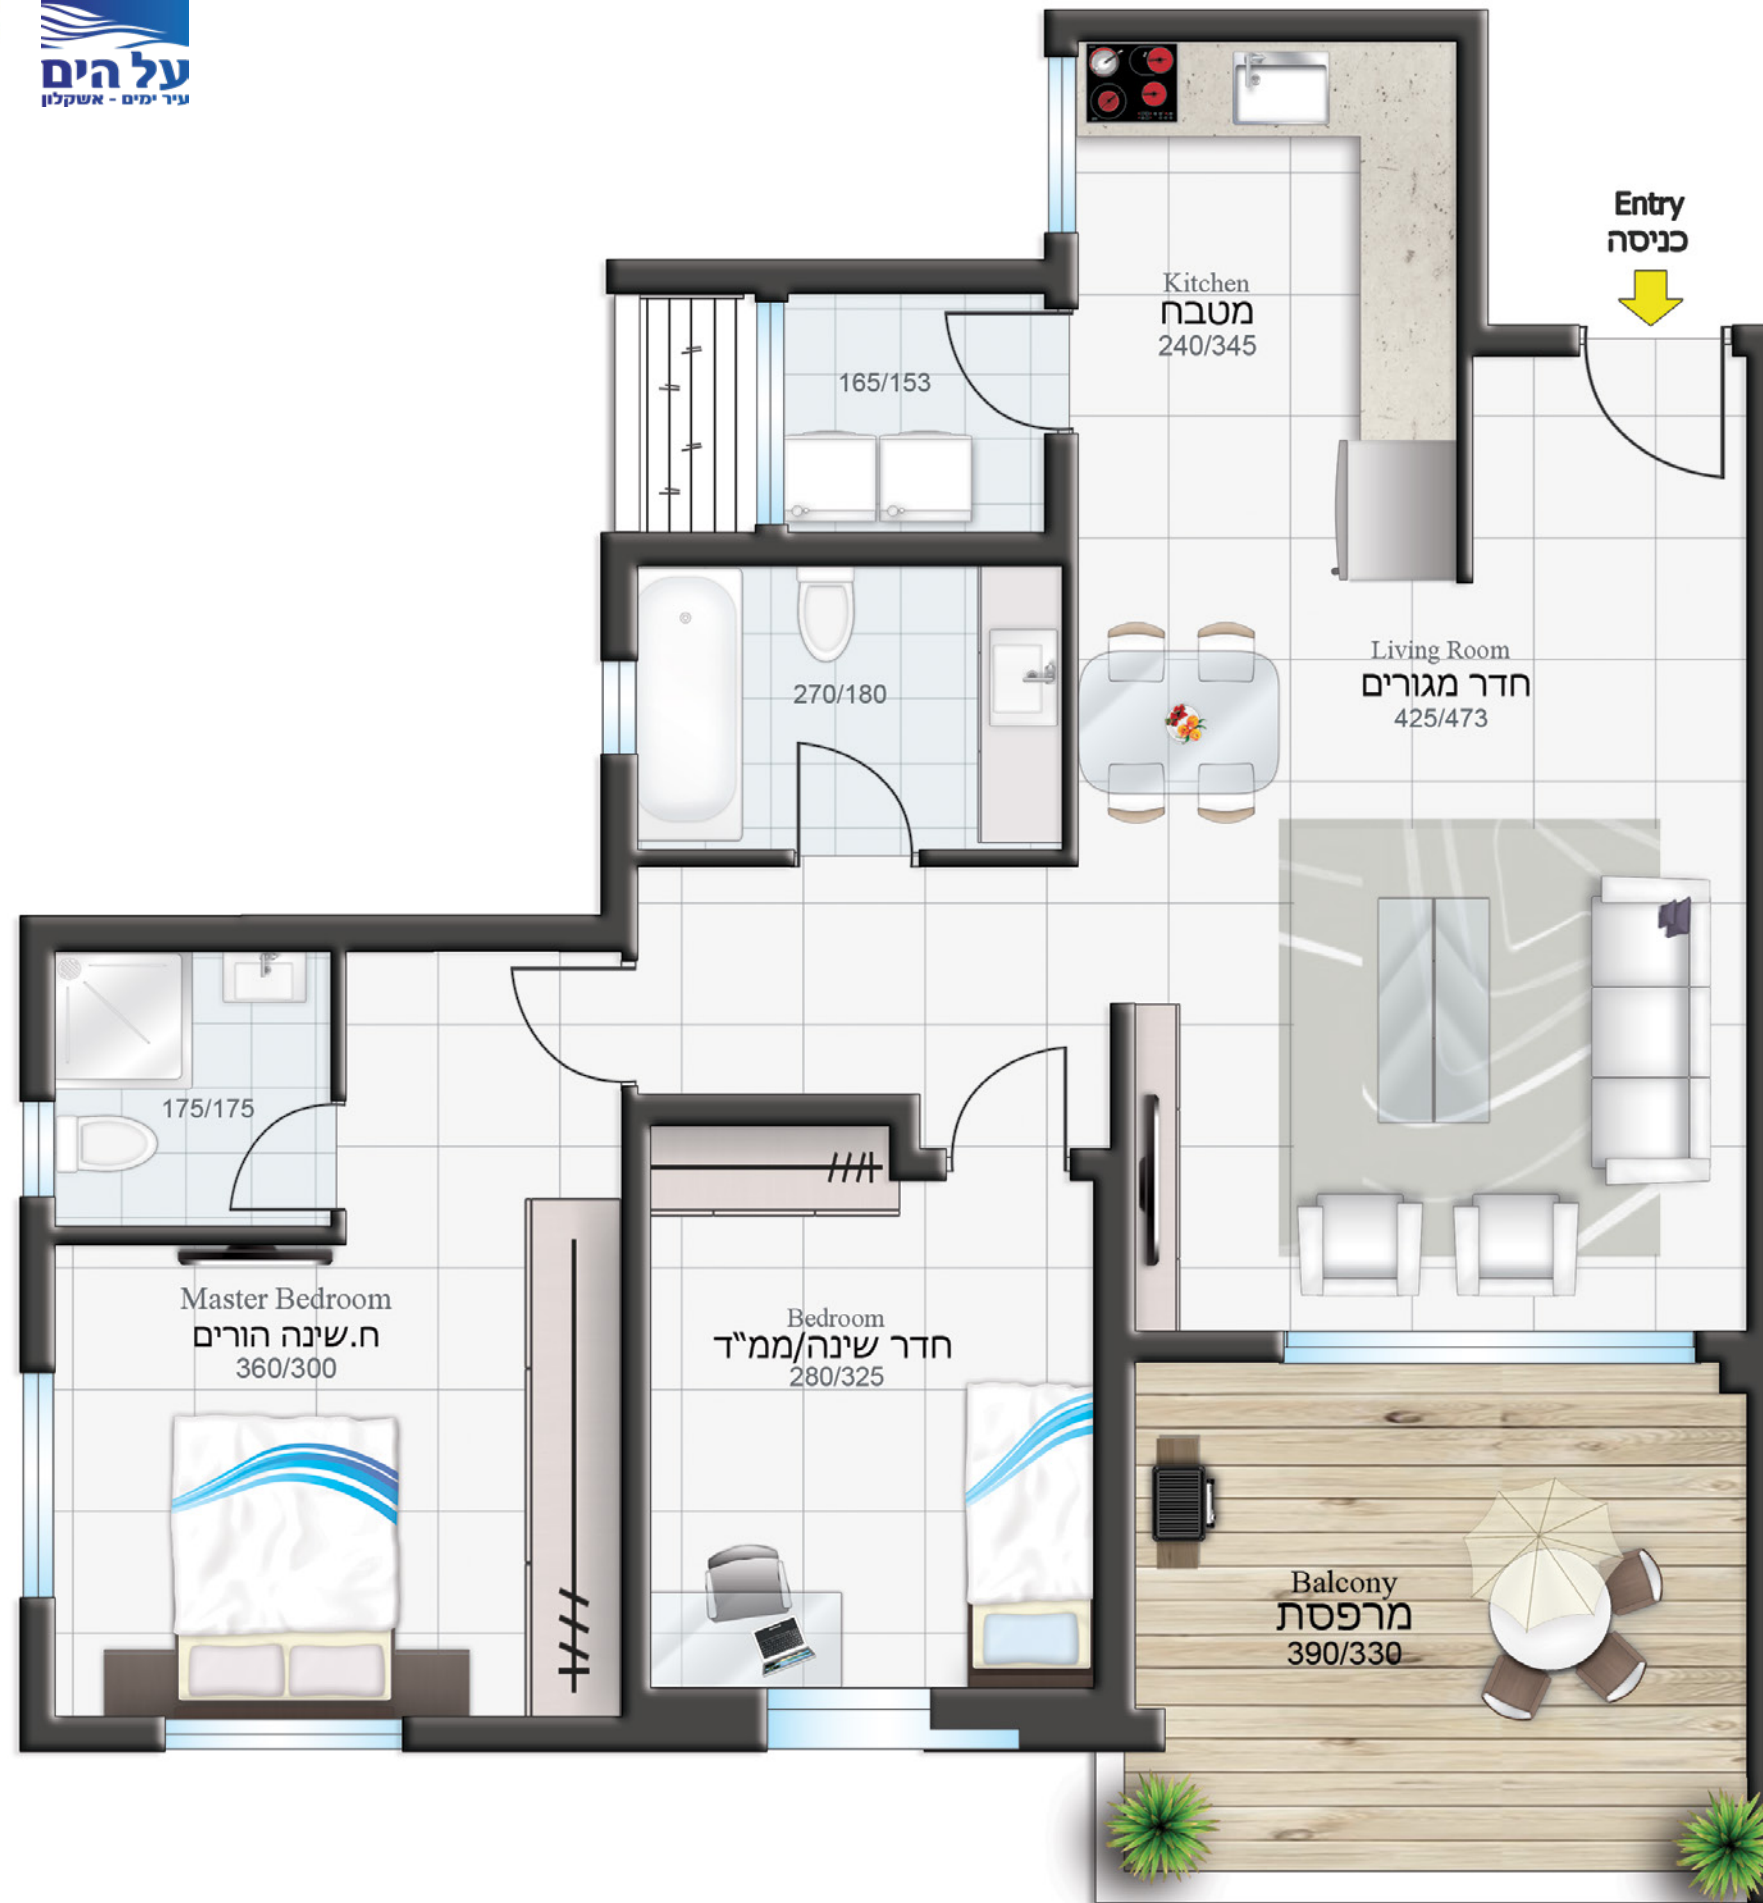 על הים
עיר ימים - אשקלון
Entry
כניסה
Kitchen
מטבח
240/345
165/153
Living Room
חדר מגורים
425/473
270/180
175/175
Master Bedroom
ח.שינה הורים
360/300
Bedroom
חדר שינה/ממ"ד
280/325
Balcony
מרפסת
390/330